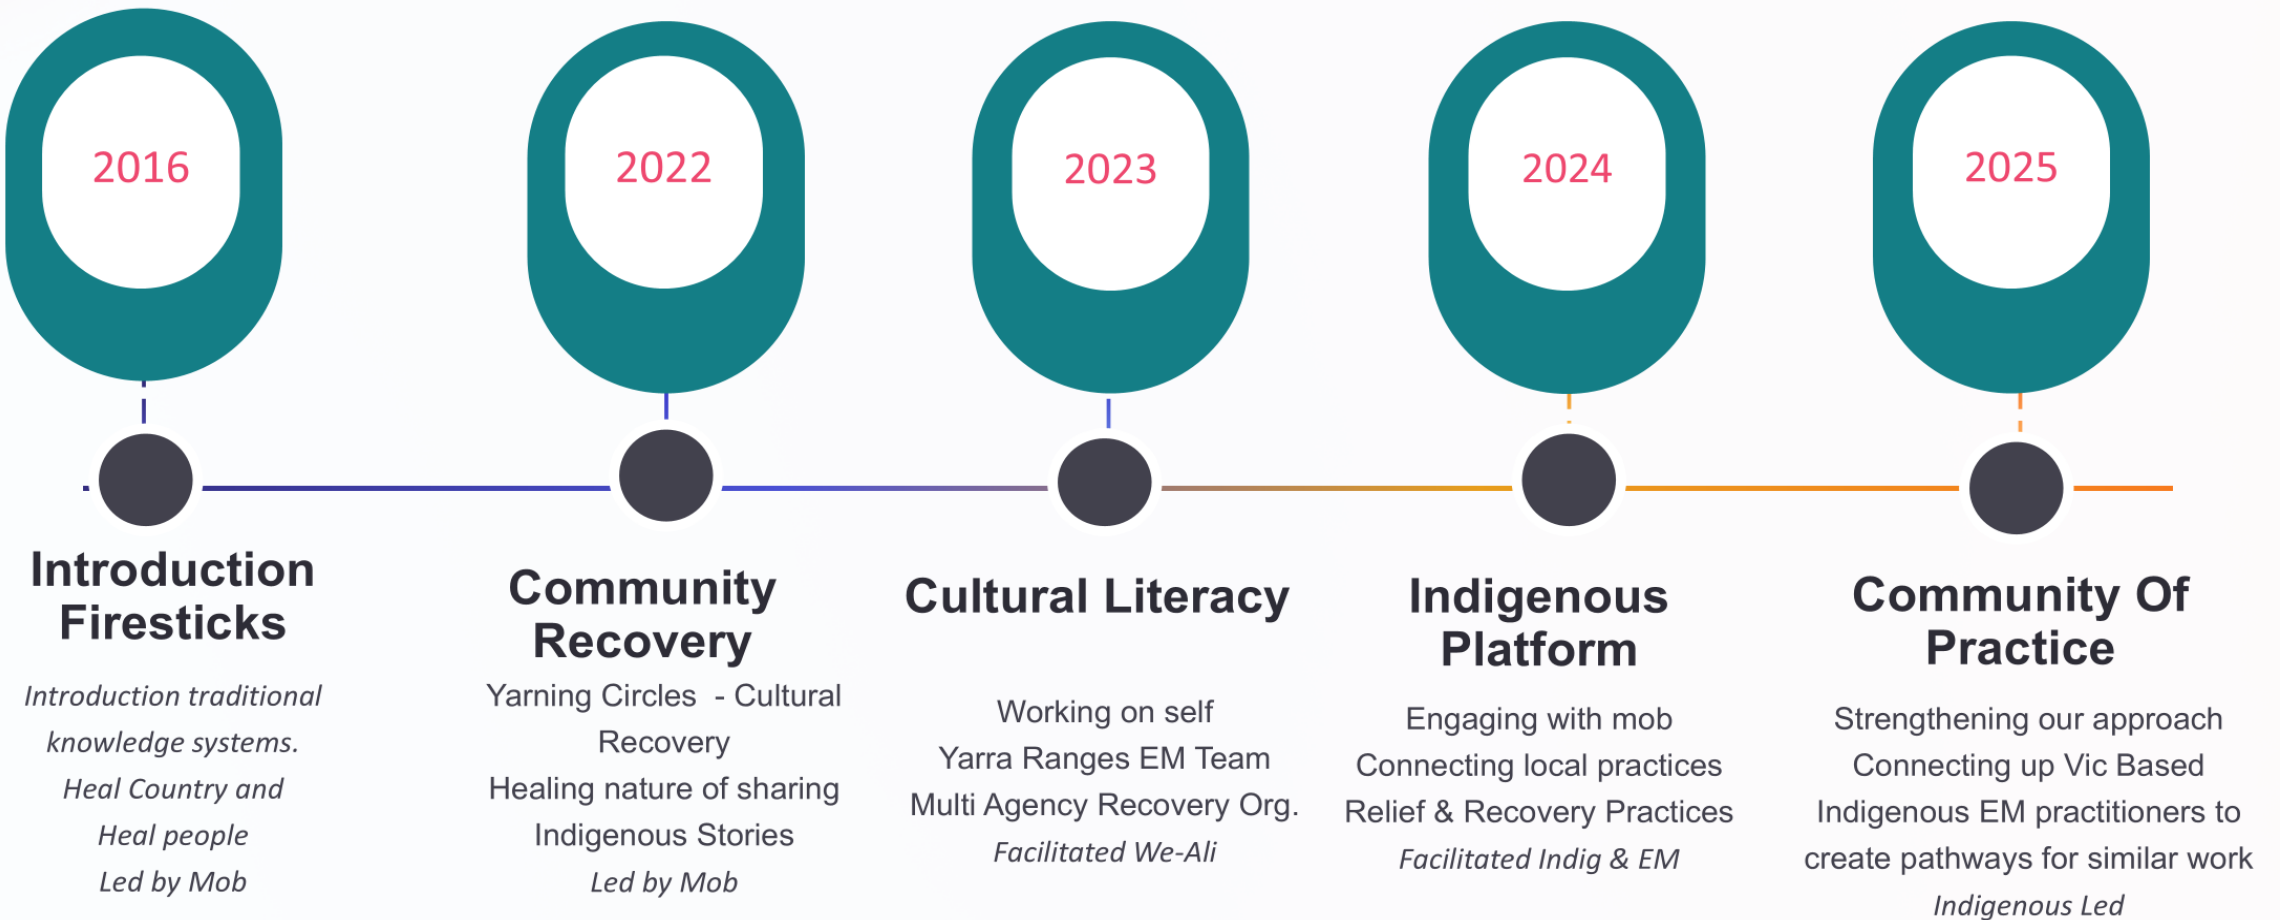 2016
Introduction
Firesticks
Introduction traditional
knowledge systems.
Heal Country and
Heal people
Led by Mob
2022
Community
Recovery
Yarning Circles  - Cultural
Recovery
Healing nature of sharing
Indigenous Stories
Led by Mob
2023
Cultural Literacy
Working on self
Yarra Ranges EM Team
Multi Agency Recovery Org.
Facilitated We-Ali
2024
Indigenous
Platform
Engaging with mob
Connecting local practices
Relief & Recovery Practices
Facilitated Indig & EM
2025
Community Of
Practice
Strengthening our approach
Connecting up Vic Based
Indigenous EM practitioners to
create pathways for similar work
Indigenous Led